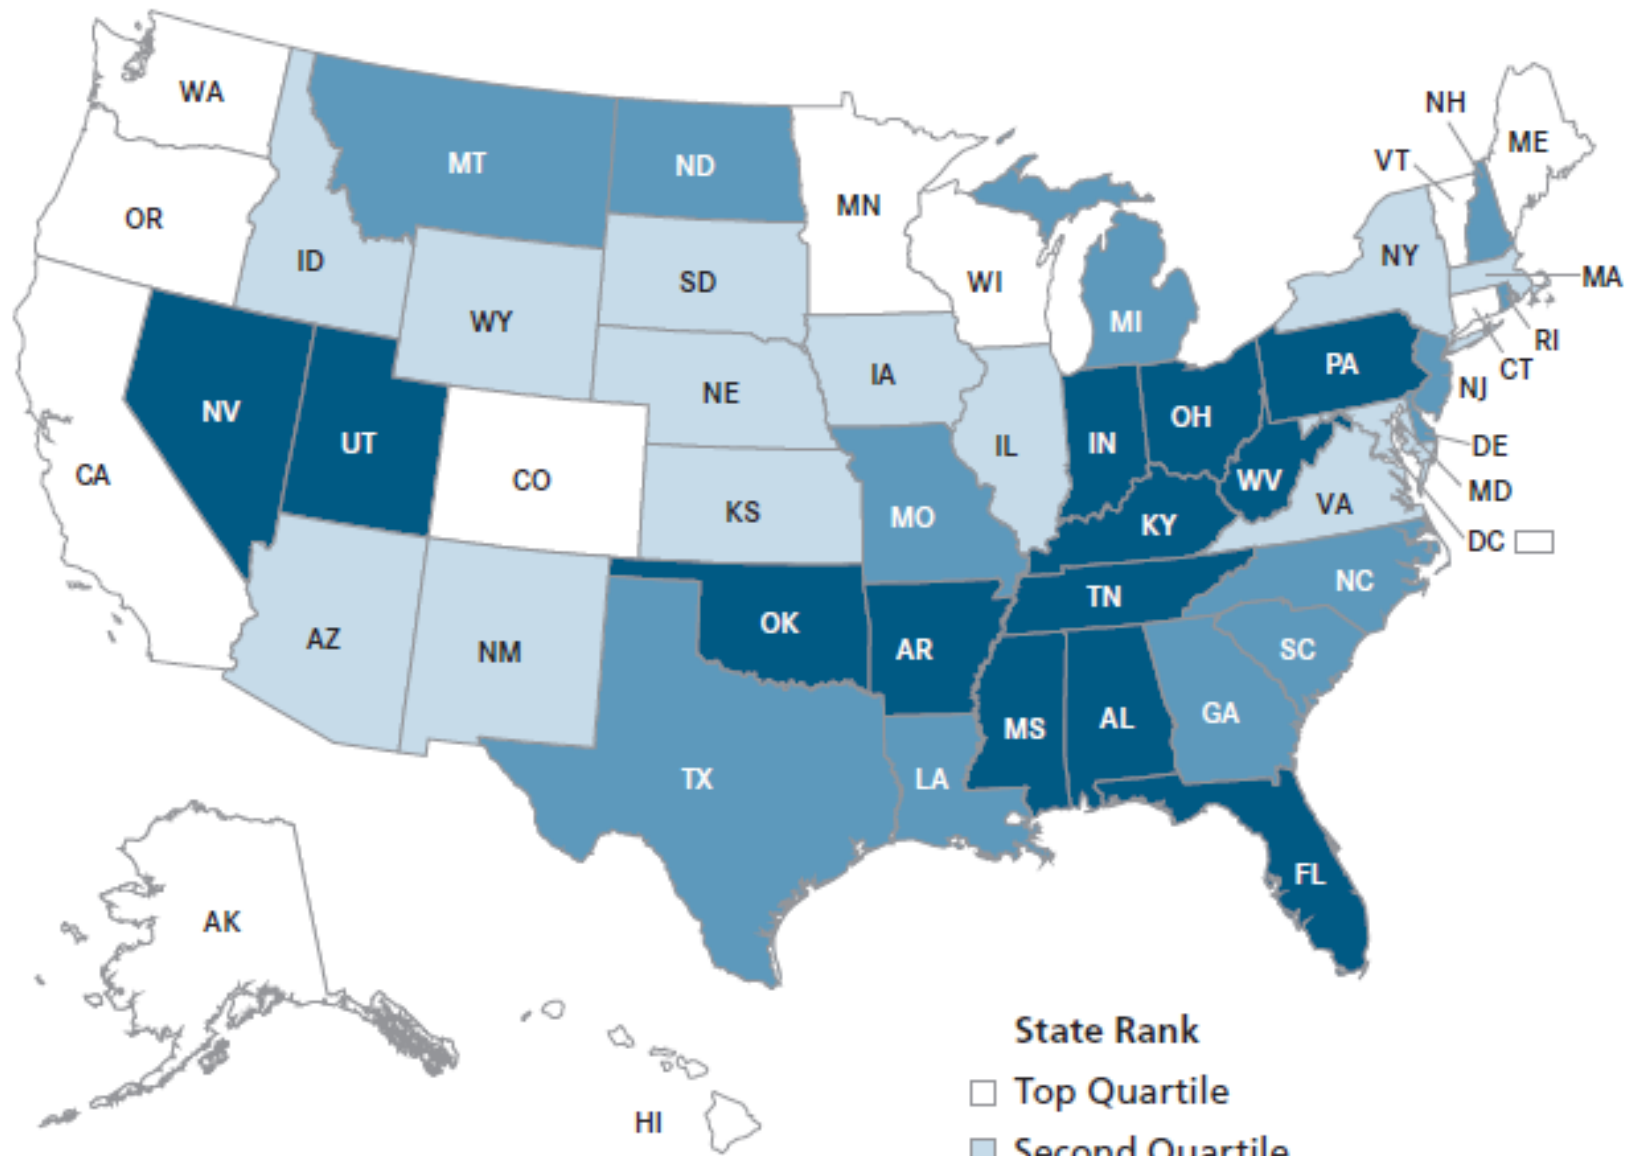 WA
NH
ME
VT
MT
ND
MN
OR
NY
ID
SD
WI
MA
WY
MI
RI
PA
CT
IA
NJ
NE
NV
OH
UT
IN
IL
DE
CA
CO
WV
MD
KS
MO
VA
KY
DC
NC
TN
OK
AZ
NM
AR
SC
GA
AL
MS
TX
LA
FL
AK
HI
State Rank
Top Quartile
Second Quartile